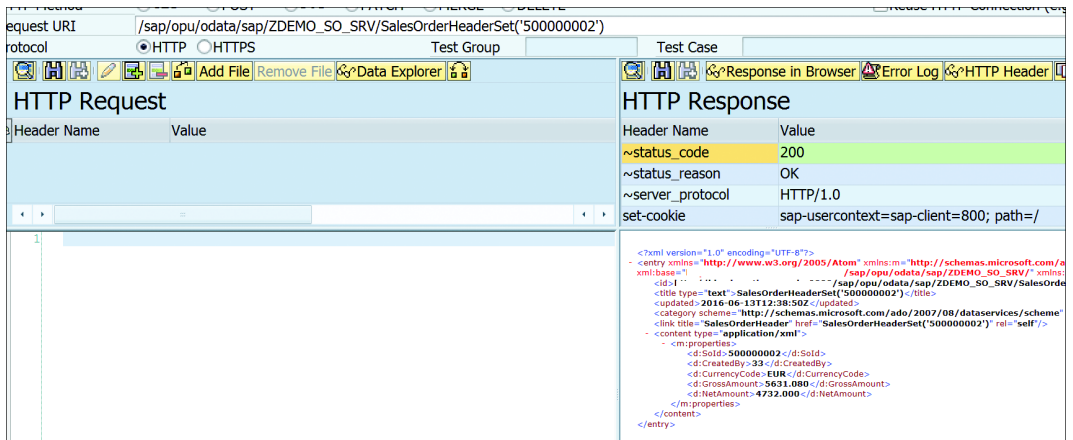 equest URI /sap/opu/odata/sap/ZDEMO_SO_SRV/SalesOrderHeaderSet('500000002')
rotocol HTTP HTTPS Test Group Test Case
Add File Remove File Data Explorer
Response in Browser Error Log HTTP Header
HTTP Request
HTTP Response
Header Name Value
Header Name Value
~status_code 200
~status_reason OK
~server_protocol HTTP/1.0
set-cookie sap-usercontext=sap-client=800; path=/
1
<?xml version="1.0" encoding="UTF-8"?>
- <entry xmlns="http://www.w3.org/2005/Atom" xmlns:m="http://schemas.microsoft.com/a
xml:base=" /sap/opu/odata/sap/ZDEMO_SO_SRV/" xmlns:
<id> /sap/opu/odata/sap/ZDEMO_SO_SRV/SalesOrde
<title type="text">SalesOrderHeaderSet('500000002')</title>
<updated>2016-06-13T12:38:50Z</updated>
<category scheme="http://schemas.microsoft.com/ado/2007/08/dataservices/scheme"
<link title="SalesOrderHeader" href="SalesOrderHeaderSet('500000002')" rel="self"/>
- <content type="application/xml">
- <m:properties>
<d:SoId>500000002</d:SoId>
<d:CreatedBy>33</d:CreatedBy>
<d:CurrencyCode>EUR</d:CurrencyCode>
<d:GrossAmount>5631.080</d:GrossAmount>
<d:NetAmount>4732.000</d:NetAmount>
</m:properties>
</content>
</entry>